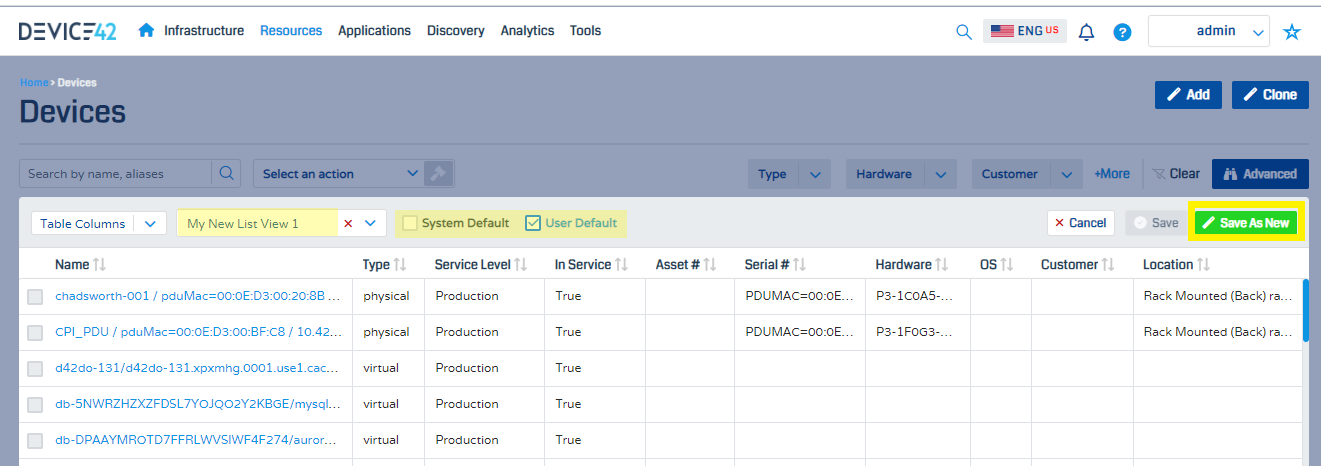 DEVICE42 Infrastructure Resources Applications Discovery Analytics Tools ENG US ? admin
Home › Devices
Devices
Add Clone
Search by name, aliases Select an action Type Hardware Customer +More Clear Advanced
Table Columns My New List View 1 × System Default User Default × Cancel Save Save As New
Name Type Service Level In Service Asset # Serial # Hardware OS Customer Location
chadsworth-001 / pduMac=00:0E:D3:00:20:8B ... physical Production True PDUMAC=00:0E... P3-1C0A5-... Rack Mounted (Back) ra...
CPI_PDU / pduMac=00:0E:D3:00:BF:C8 / 10.42... physical Production True PDUMAC=00:0E... P3-1F0G3-... Rack Mounted (Back) ra...
d42do-131/d42do-131.xpxmhg.0001.use1.cac... virtual Production True
db-5NWRZHZXZFDSL7YOJQO2Y2KBGE/mysql... virtual Production True
db-DPAAYMROTD7FFRLWVSIWF4F274/auror... virtual Production True